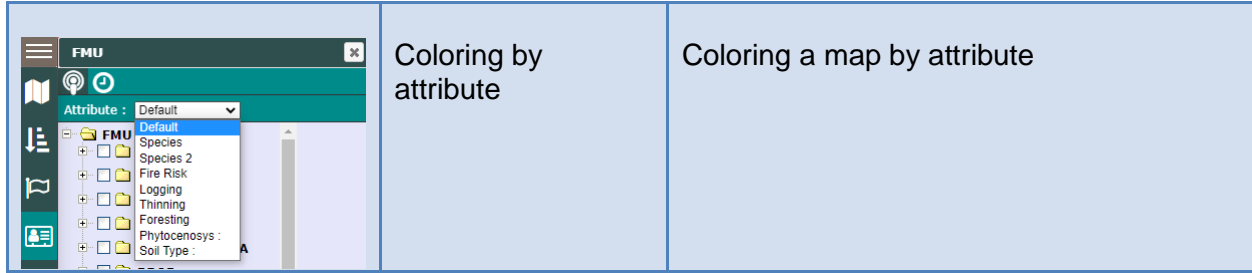 FMU
Attribute : Default
Default
FMU
Species
Species 2
Fire Risk
Logging
Thinning
Foresting
Phytocenosys :
Soil Type :
A
Coloring by
attribute
Coloring a map by attribute